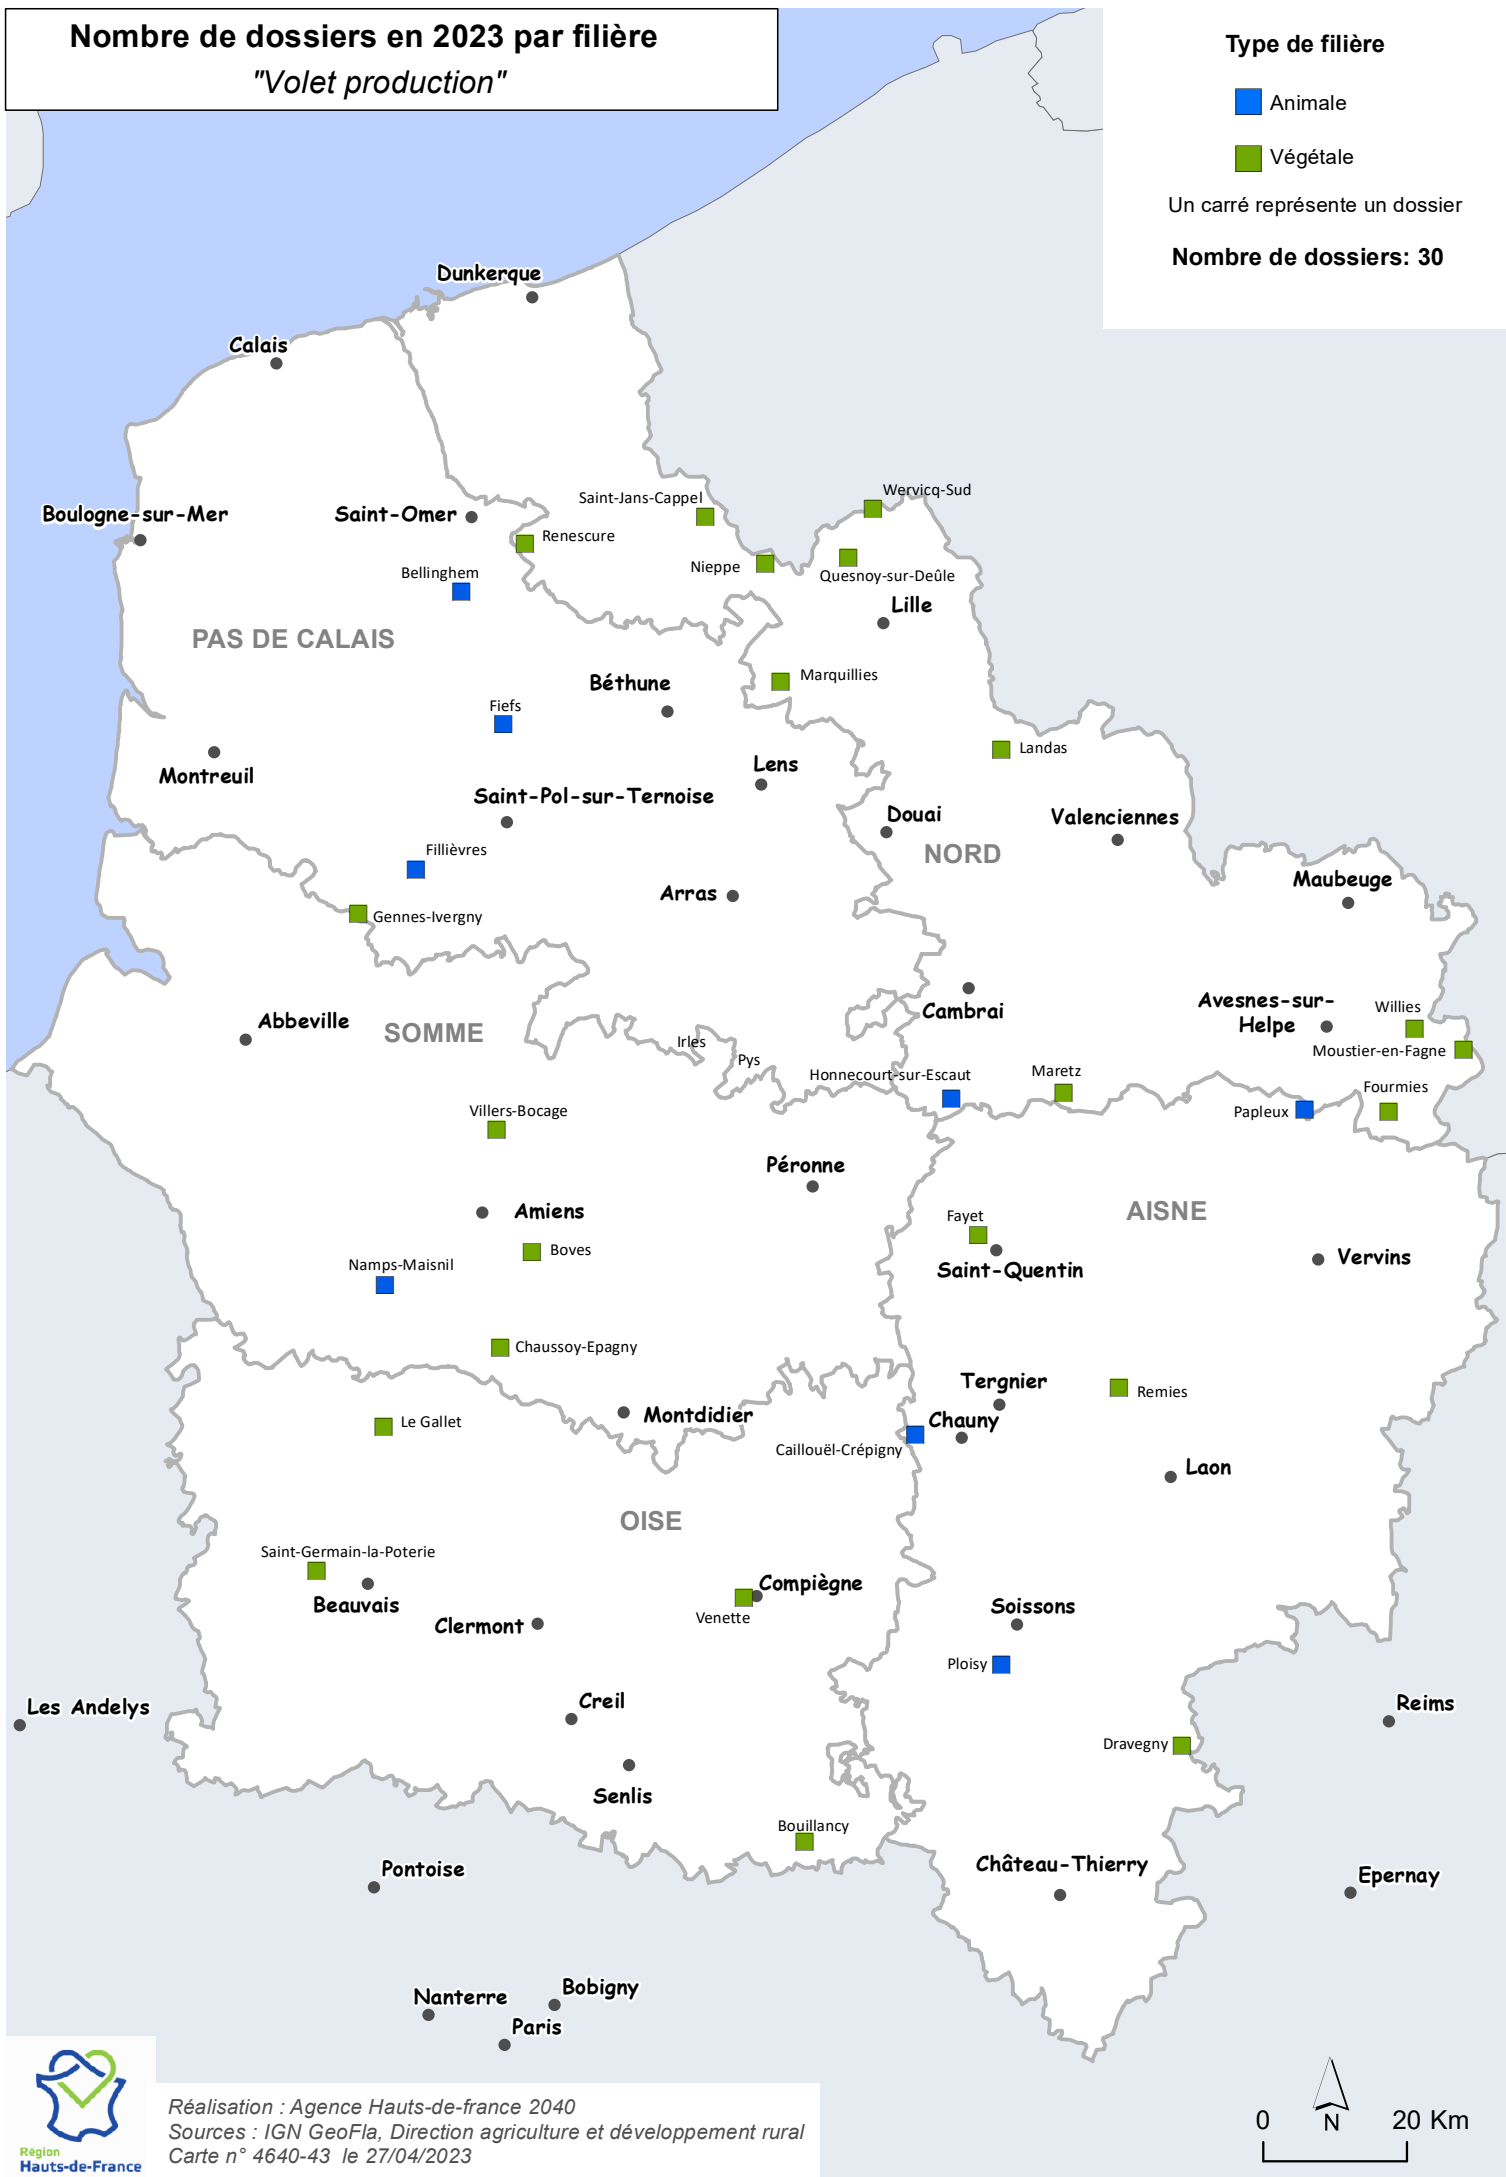 Nombre de dossiers en 2023 par filière
"Volet production"
Type de filière
Animale
Végétale
Un carré représente un dossier
Nombre de dossiers: 30
Dunkerque
Calais
Wervicq-Sud
Saint-Jans-Cappel
Boulogne-sur-Mer
Saint-Omer
Renescure
Nieppe
Quesnoy-sur-Deûle
Bellinghem
Lille
PAS DE CALAIS
Marquillies
Béthune
Fiefs
Landas
Lens
Montreuil
Saint-Pol-sur-Ternoise
Douai
Valenciennes
Fillièvres
NORD
Maubeuge
Arras
Gennes-Ivergny
Avesnes-sur-
Helpe
Willies
Cambrai
Abbeville
SOMME
Irles
Moustier-en-Fagne
Pys
Honnecourt-sur-Escaut
Maretz
Fourmies
Villers-Bocage
Papleux
Péronne
Amiens
AISNE
Fayet
Boves
Vervins
Namps-Maisnil
Saint-Quentin
Chaussoy-Epagny
Tergnier
Remies
Montdidier
Le Gallet
Chauny
Caillouël-Crépigny
Laon
OISE
Saint-Germain-la-Poterie
Compiègne
Beauvais
Venette
Soissons
Clermont
Ploisy
Les Andelys
Creil
Reims
Dravegny
Senlis
Bouillancy
Château-Thierry
Pontoise
Epernay
Bobigny
Nanterre
Paris
Région
Hauts-de-France
Réalisation : Agence Hauts-de-france 2040
Sources : IGN GeoFla, Direction agriculture et développement rural
Carte n° 4640-43 le 27/04/2023
0 N 20 Km